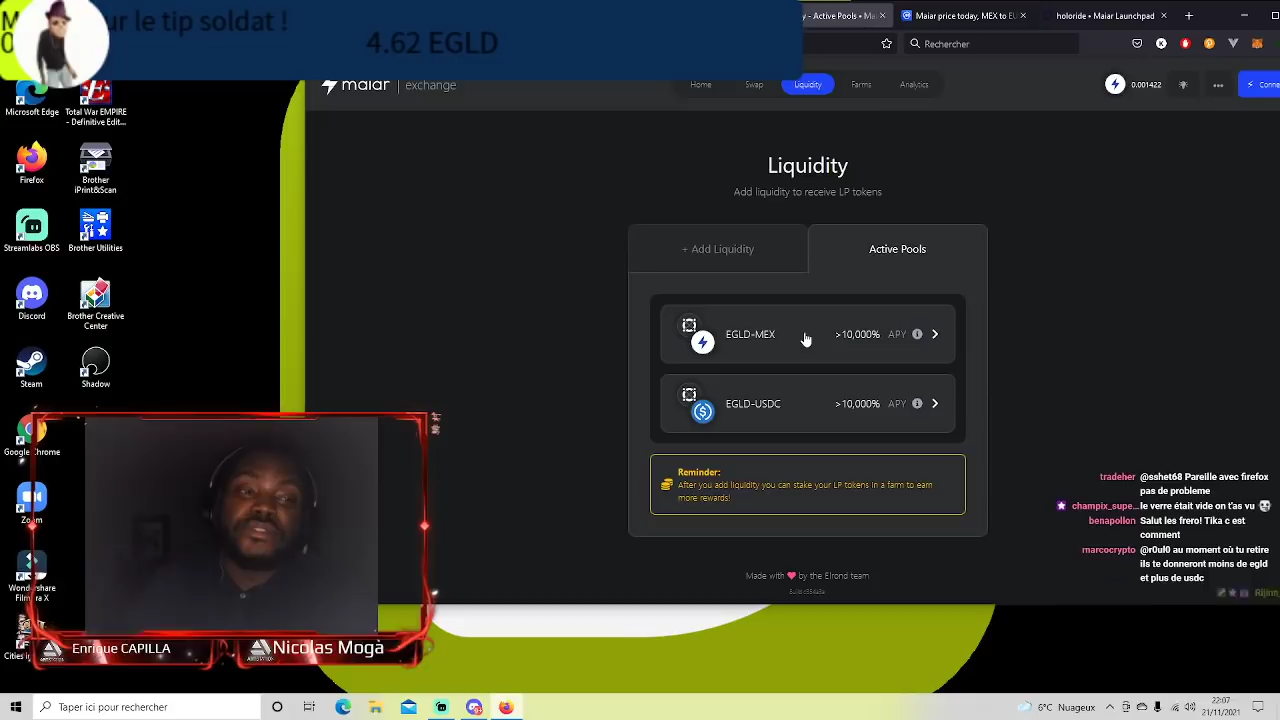 ur le tip soldat !
4.62 EGLD
- Active Pools -
Maiar price today, MEX to EU
holoride • Maiar Launchpad
Rechercher
maiar | exchange
Home
Swap
Liquidity
Farms
Analytics
0.001422
Conne
Microsoft Edge
Total War EMPIRE
- Definitive Edit...
Firefox
Brother
iPrint&Scan
Streamlabs OBS
Brother Utilities
Discord
Brother Creative
Center
Steam
Shadow
Google Chrome
Zoom
Wondershare
Filmora X
Cities
Liquidity
Add liquidity to receive LP tokens
+ Add Liquidity
Active Pools
EGLD-MEX
>10,000% APY
EGLD-USDC
>10,000% APY
Reminder:
After you add liquidity you can stake your LP tokens in a farm to earn
more rewards!
Made with ❤ by the Elrond team
tradeher @sshet68 Pareille avec firefox
pas de probleme
champix_supe... le verre était vide on t'as vu
benapollon Salut les frero! Tika c est
comment
marcocrypto @r0ul0 au moment où tu retire
ils te donneront moins de egld
et plus de usdc
Enrique CAPILLA
Nicolas Moga
Taper ici pour rechercher
6°C Nuageux
22:07
21/11/2021